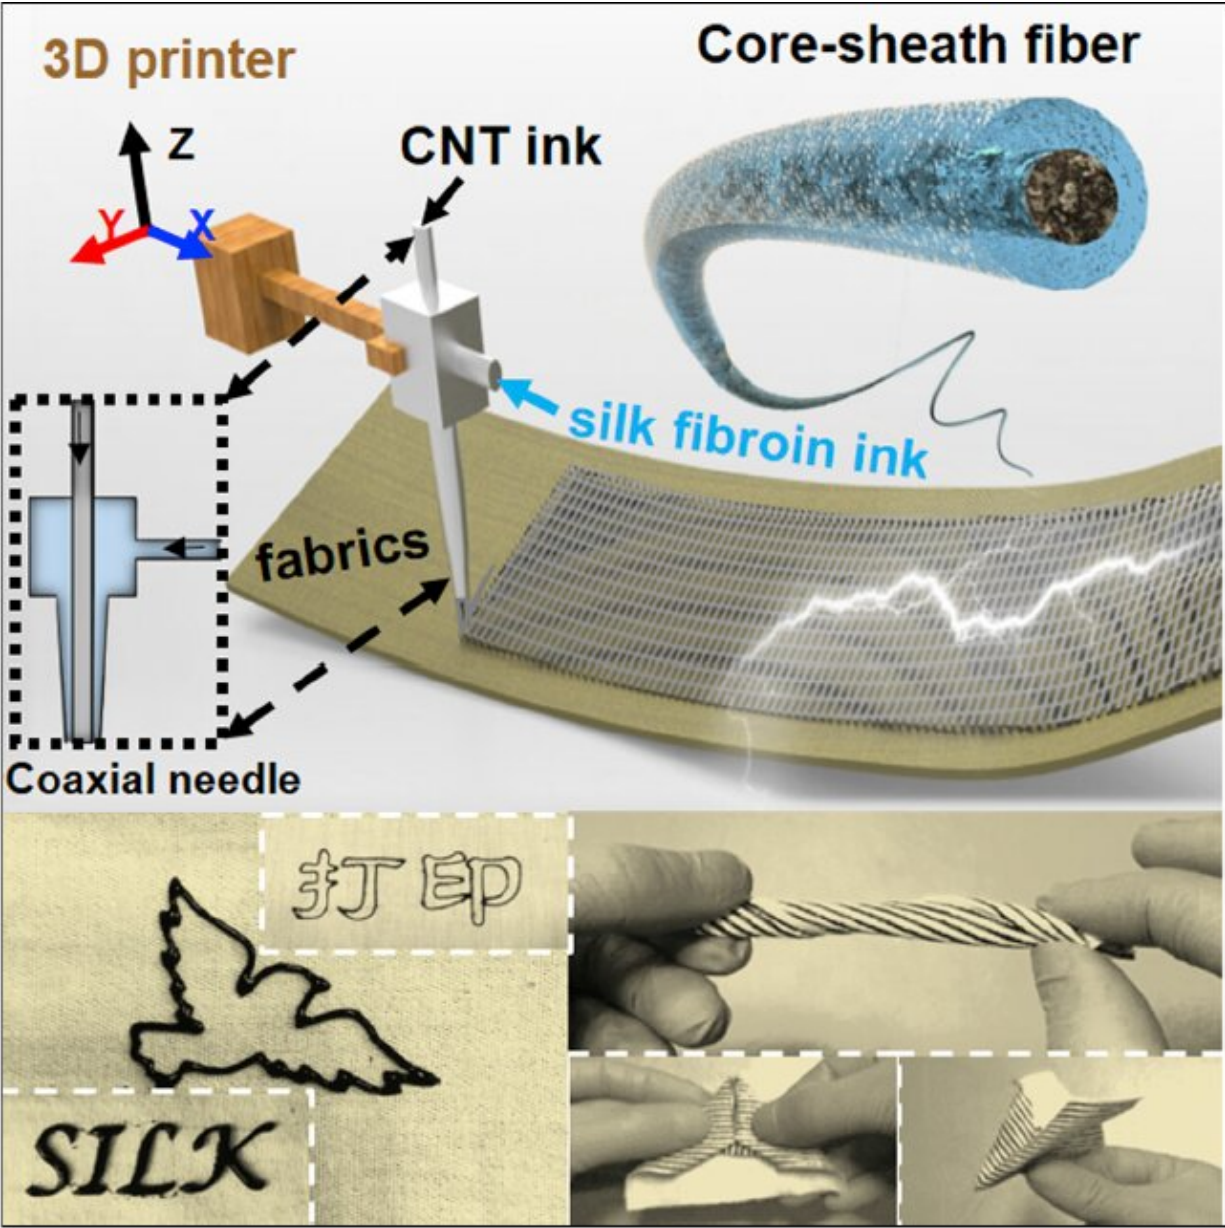 3D printer
Core-sheath fiber
Z
CNT ink
Y
X
silk fibroin ink
fabrics
Coaxial needle
打印
SILK